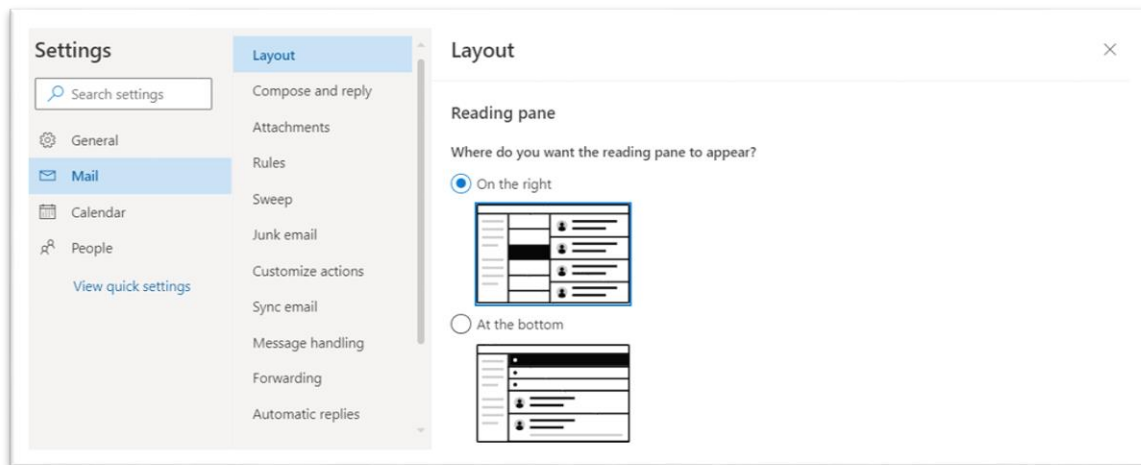 Settings
Search settings
General
Mail
Calendar
People
View quick settings
Layout
Compose and reply
Attachments
Rules
Sweep
Junk email
Customize actions
Sync email
Message handling
Forwarding
Automatic replies
Layout
Reading pane
Where do you want the reading pane to appear?
On the right
At the bottom